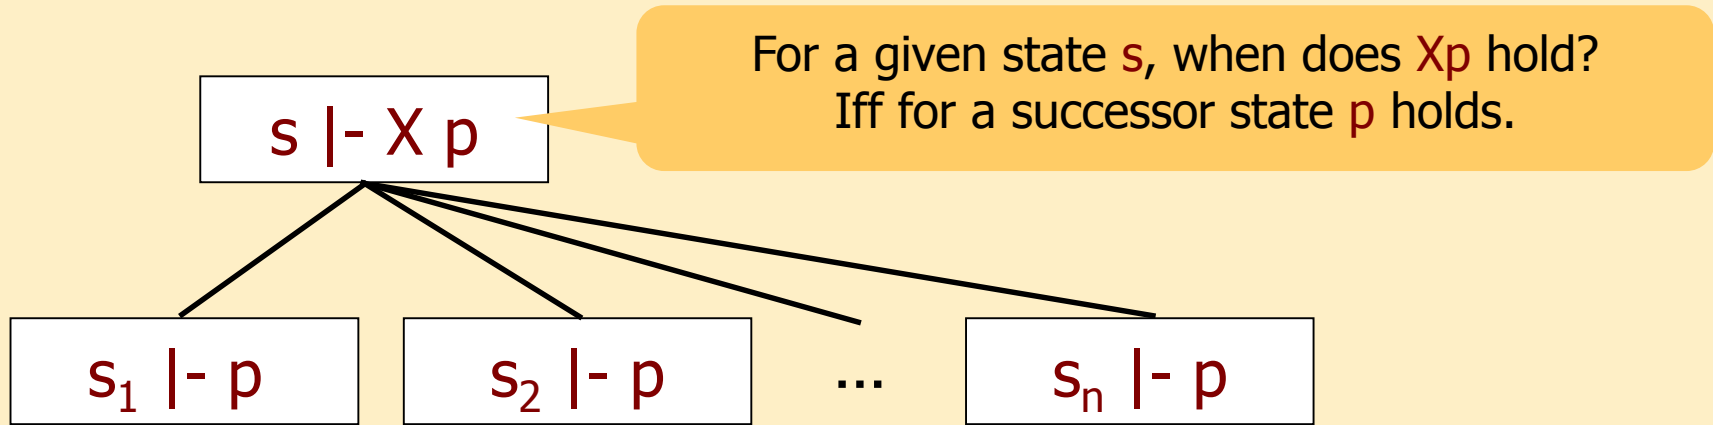 For a given state s, when does Xp hold?
Iff for a successor state p holds.
s |- X p
s₁ |- p
s₂ |- p
...
sₙ |- p